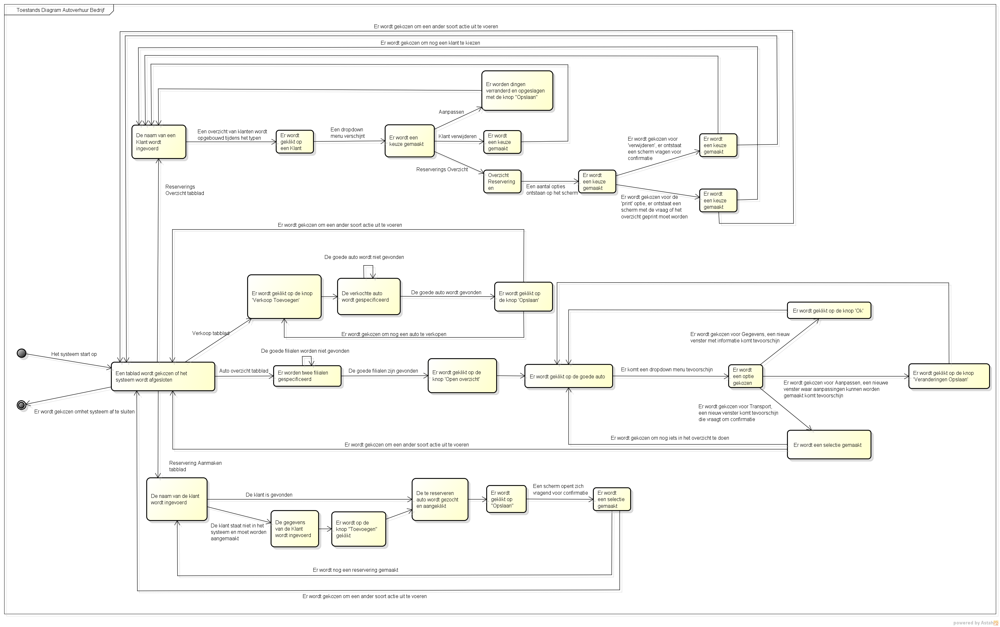 Toestands Diagram Autoverhuur Bedrijf
Er wordt gekozen om een ander soort actie uit te voeren
Er wordt gekozen om nog een klant te kiezen
Er worden dingen
verranderd en opgeslagen
met de knop "Opslaan"
Aanpassen
De naam van een
Klant wordt
ingevoerd
Een overzicht van klanten wordt
opgebouwd tijdens het typen
Er wordt
geklikt op
een Klant
Een dropdown
menu verschijnt
Er wordt een
keuze gemaakt
Klant verwijderen
Er wordt
een keuze
gemaakt
Er wordt gekozen voor
'verwijderen', er ontstaat
een scherm vragen voor
confirmatie
Er wordt
een keuze
gemaakt
Reserverings Overzicht
Overzicht
Reservering
en
Een aantal opties
ontstaan op het scherm
Er wordt
een keuze
gemaakt
Er wordt gekozen voor de
'print' optie, er ontstaat een
scherm met de vraag of het
overzicht geprint moet worden
Er wordt
een keuze
gemaakt
Reserverings
Overzicht tabblad
Er wordt gekozen om een ander soort actie uit te voeren
De goede auto wordt niet gevonden
Er wordt geklikt op de knop
'Verkoop Toevoegen'
De verkochte auto
wordt gespecificeerd
De goede auto wordt gevonden
Er wordt geklikt op
de knop 'Opslaan'
Er wordt geklikt op de knop 'Ok'
Verkoop tabblad
Er wordt gekozen om nog een auto te verkopen
Er wordt gekozen voor Gegevens, een nieuw
venster met informatie komt tevoorschijn
Het systeem start op
De goede filialen worden niet gevonden
Een tablad wordt gekozen of het
systeem wordt afgesloten
Auto overzicht tabblad
Er worden twee filialen
gespecificeerd
De goede filialen zijn gevonden
Er wordt geklikt op de
knop 'Open overzicht'
Er wordt geklikt op de goede auto
Er komt een dropdown menu tevoorschijn
Er wordt
een optie
gekozen
Er wordt gekozen voor Aanpassen, een nieuwe
venster waar aanpassingen kunnen worden
gemaakt komt tevoorschijn
Er wordt geklikt op de knop
'Veranderingen Opslaan'
Er wordt gekozen omhet systeem af te sluiten
Er wordt gekozen voor Transport,
een nieuw venster komt tevoorschijn
die vraagt om confirmatie
Er wordt gekozen om nog iets in het overzicht te doen
Er wordt gekozen om een ander soort actie uit te voeren
Er wordt een selectie gemaakt
Reservering Aanmaken
tabblad
De naam van de klant
wordt ingevoerd
De klant is gevonden
De te reserveren
auto wordt gezocht
en aangeklikt
Er wordt
geklikt op
"Opslaan"
Een scherm opent zich
vragend voor confirmatie
Er wordt
een selectie
gemaakt
De klant staat niet in het
systeem en moet worden
aangemaakt
De gegevens
van de Klant
wordt ingevoerd
Er wordt op de
knop "Toevoegen"
geklikt
Er wordt nog een reservering gemaakt
Er wordt gekozen om een ander soort actie uit te voeren
powered by Astah